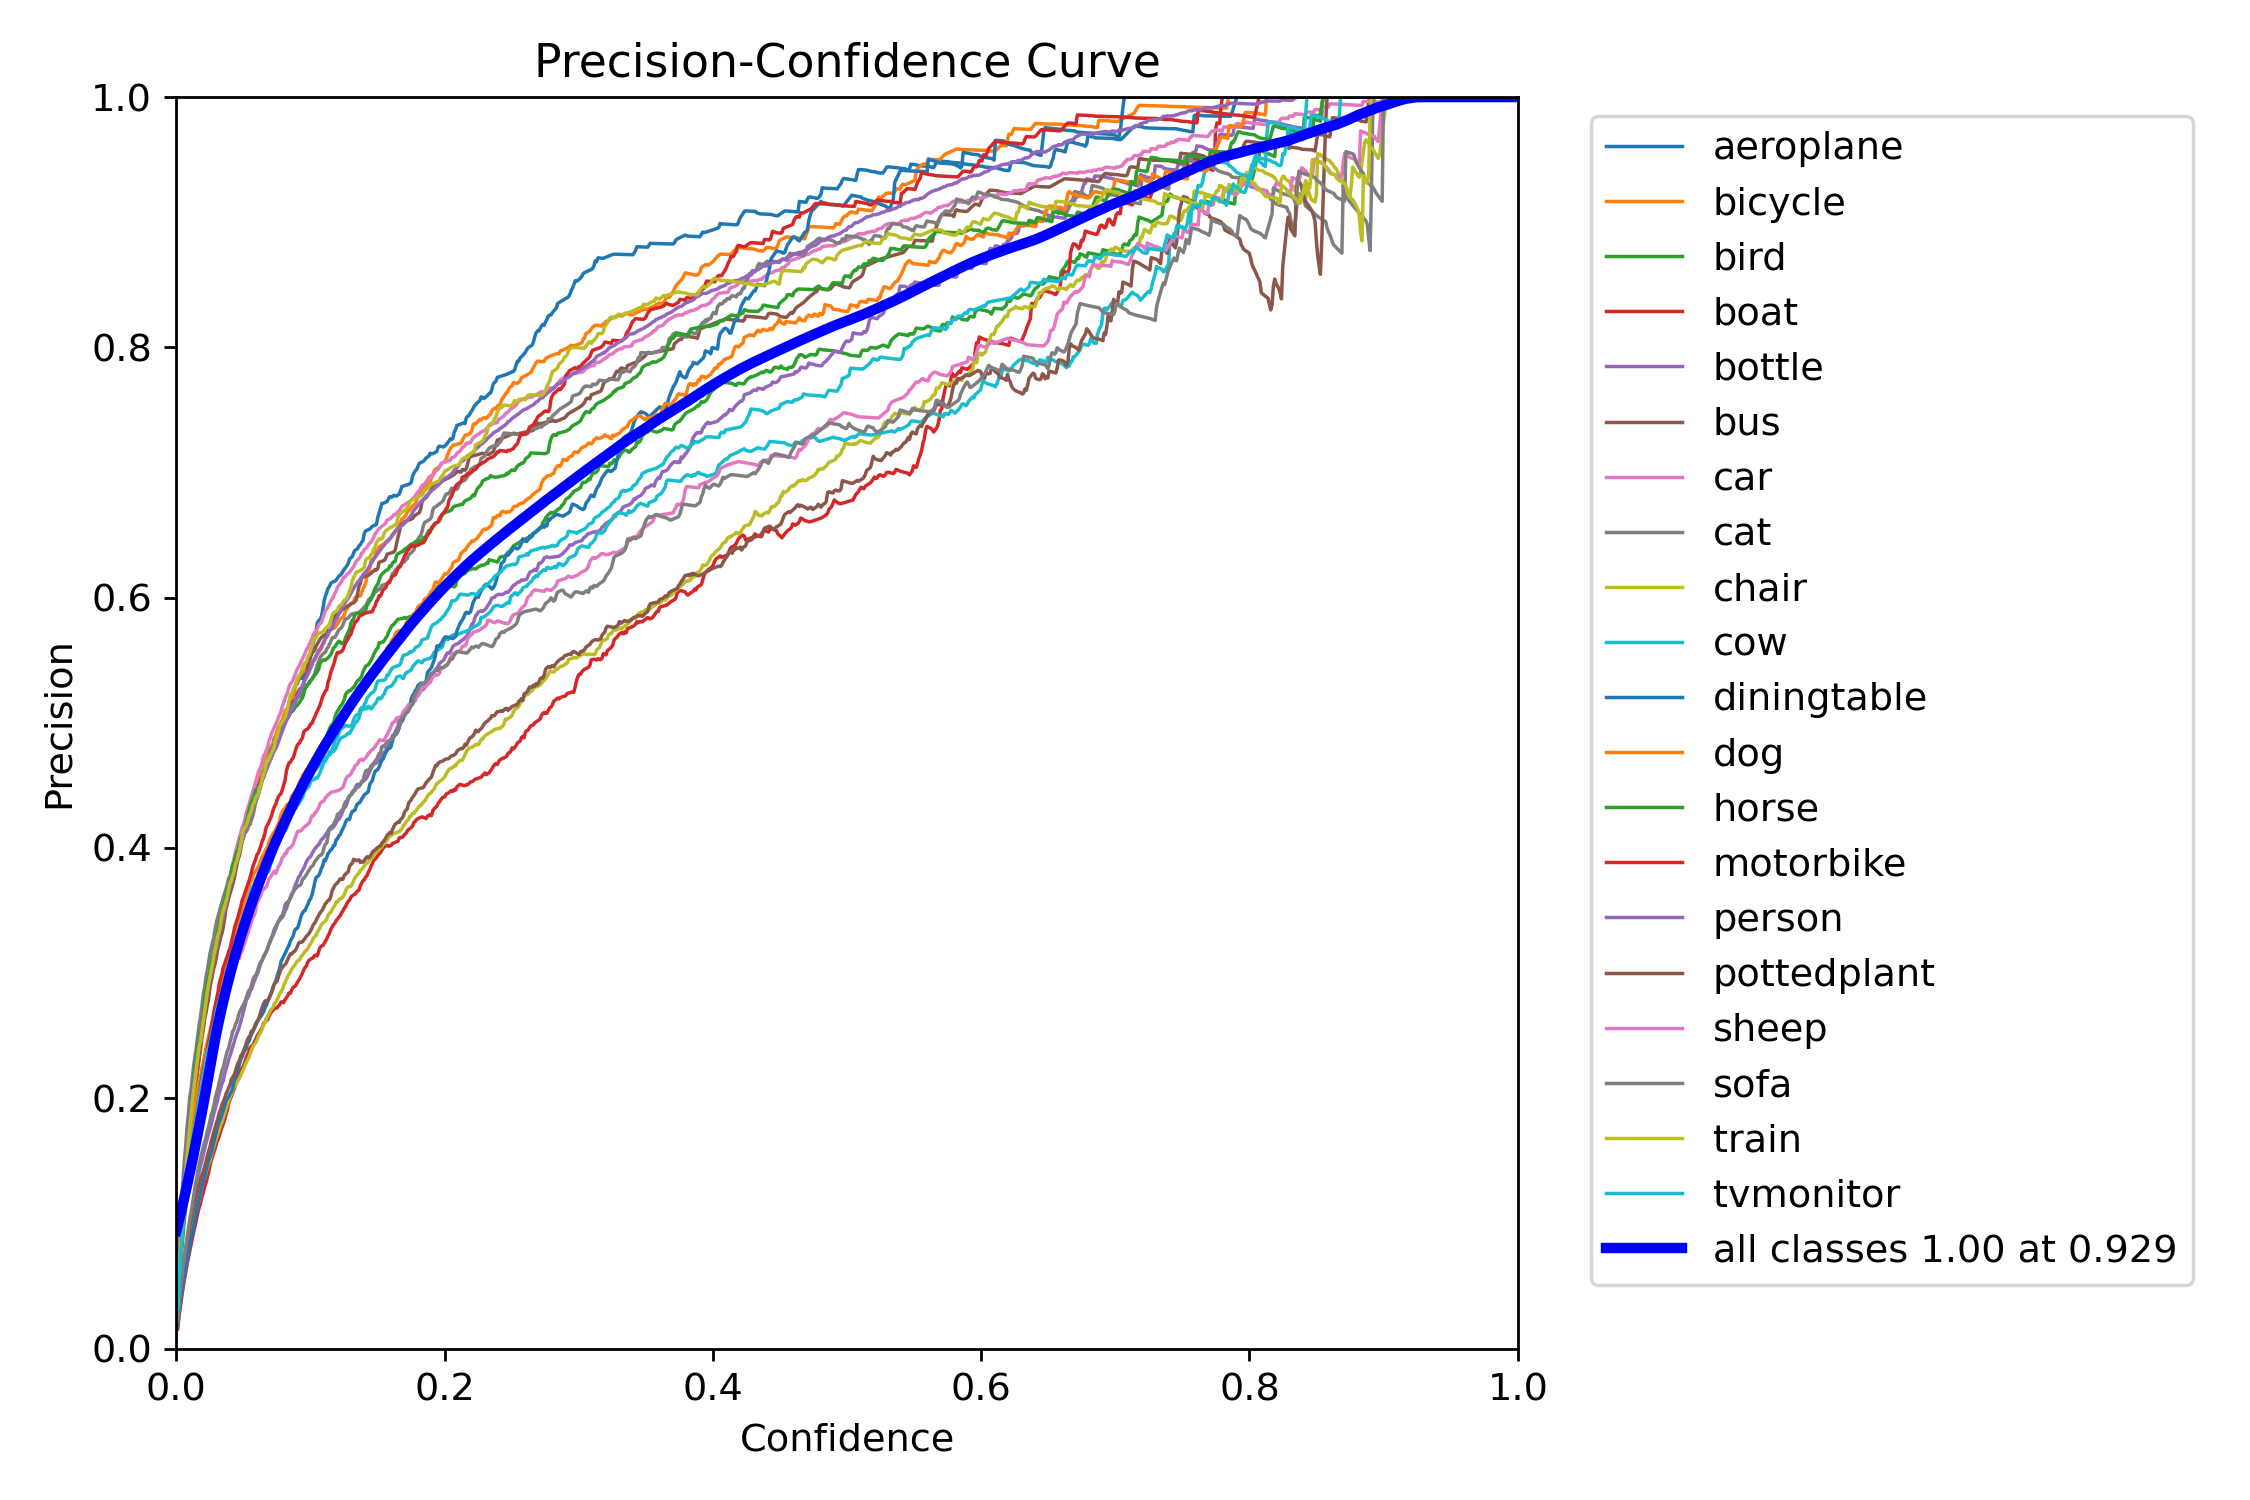 Precision-Confidence Curve
1.0
0.8
0.6
0.4
0.2
0.0
Precision
0.0 0.2 0.4 0.6 0.8 1.0
Confidence
aeroplane
bicycle
bird
boat
bottle
bus
car
cat
chair
cow
diningtable
dog
horse
motorbike
person
pottedplant
sheep
sofa
train
tvmonitor
all classes 1.00 at 0.929